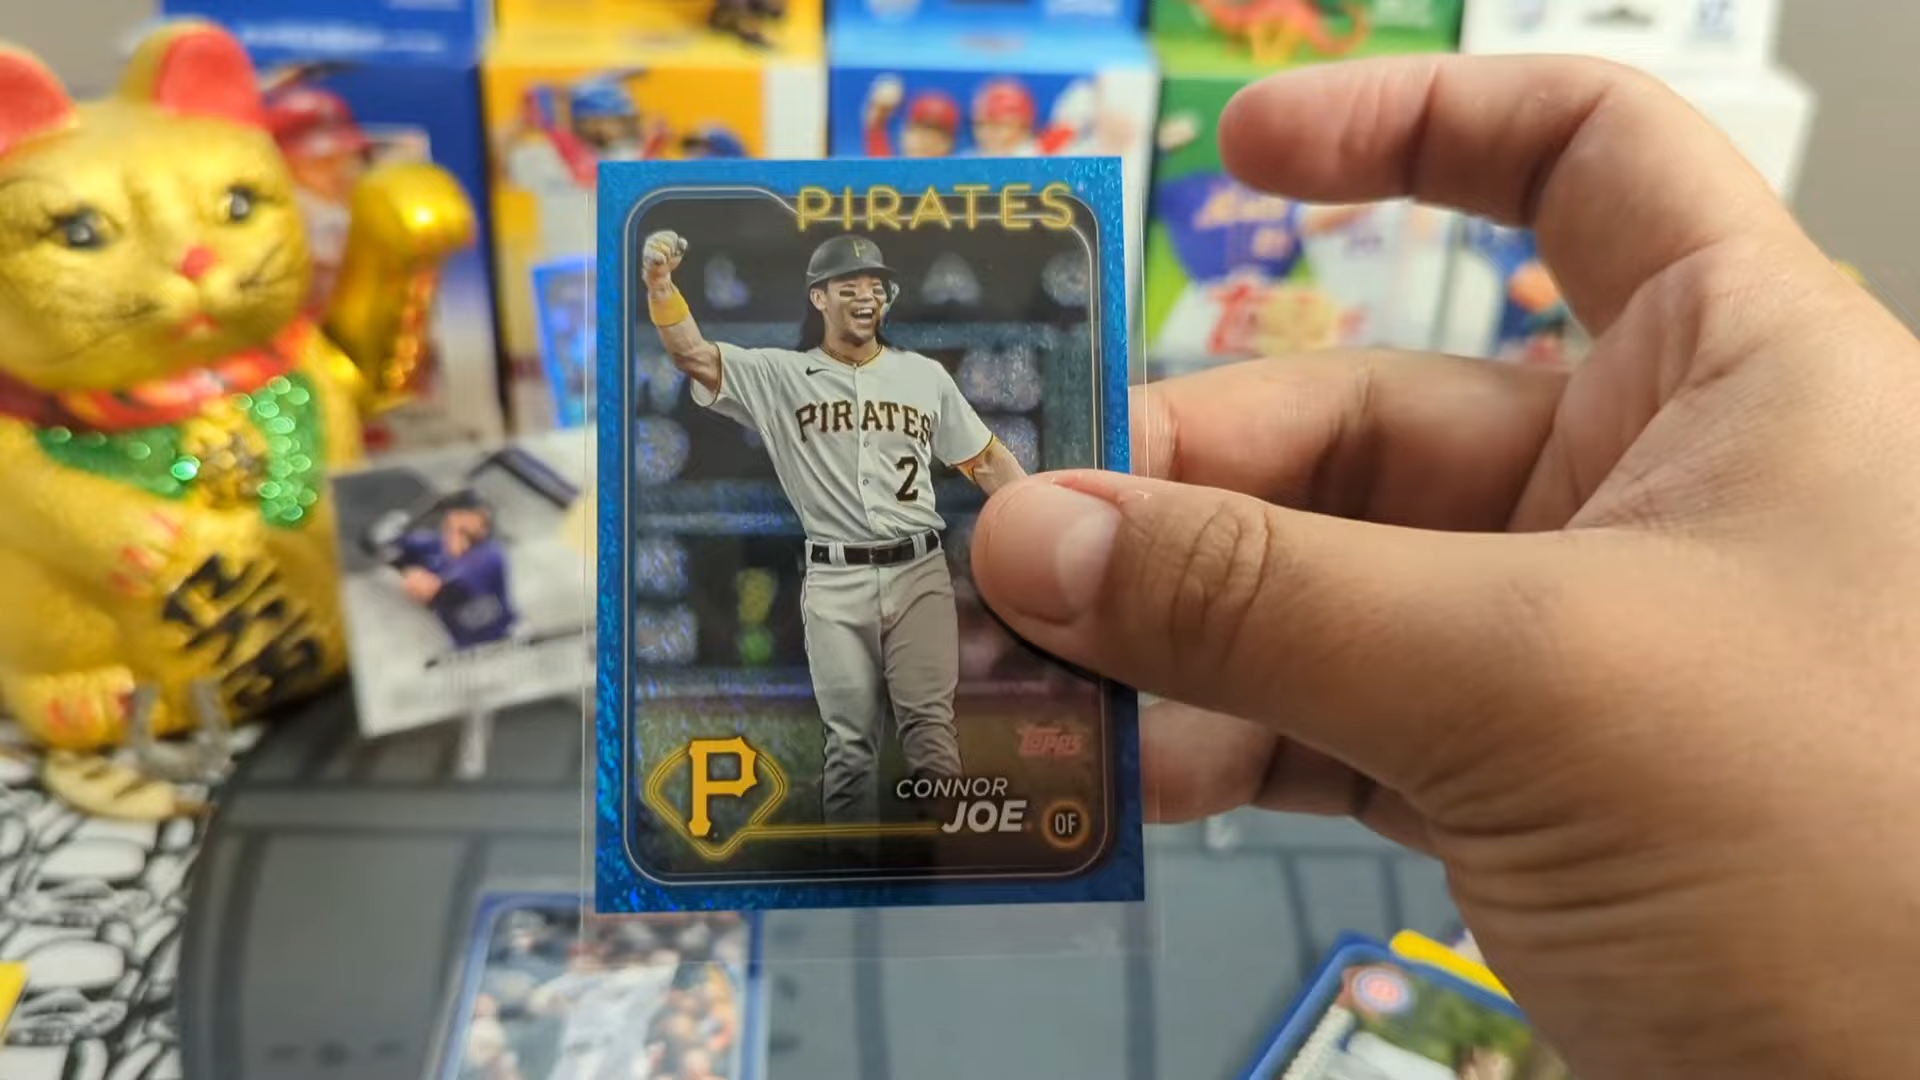 PIRATES
P
PIRATES
2
P
Topps
CONNOR
JOE
OF